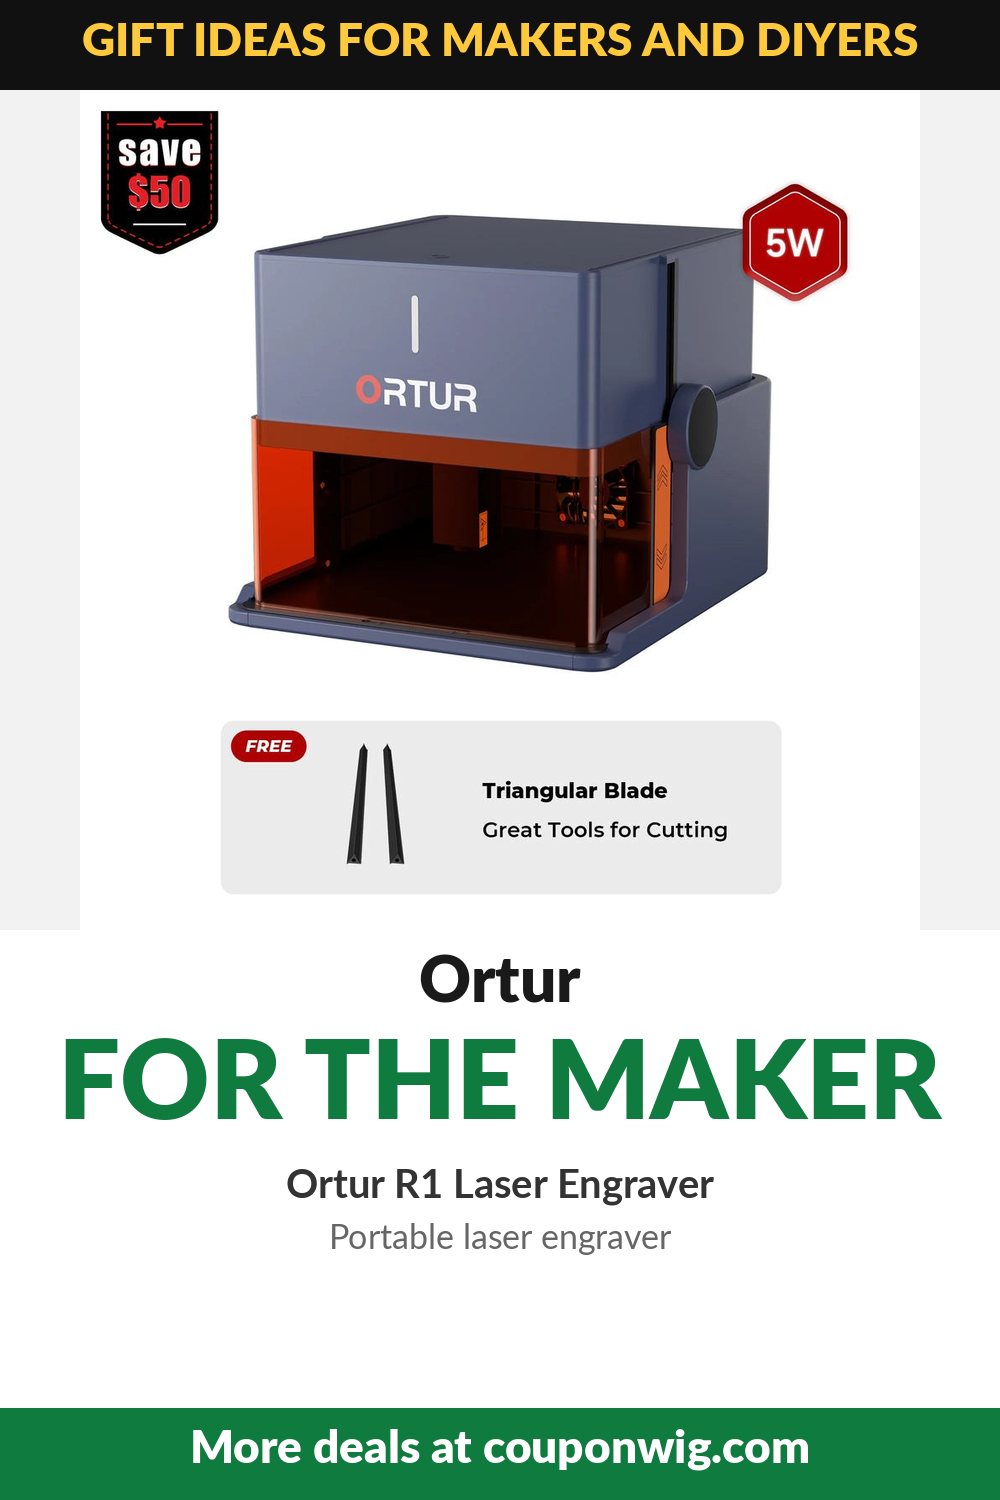 GIFT IDEAS FOR MAKERS AND DIYERS
save
$50
5W
ORTUR
FREE
Triangular Blade
Great Tools for Cutting
Ortur
FOR THE MAKER
Ortur R1 Laser Engraver
Portable laser engraver
More deals at couponwig.com